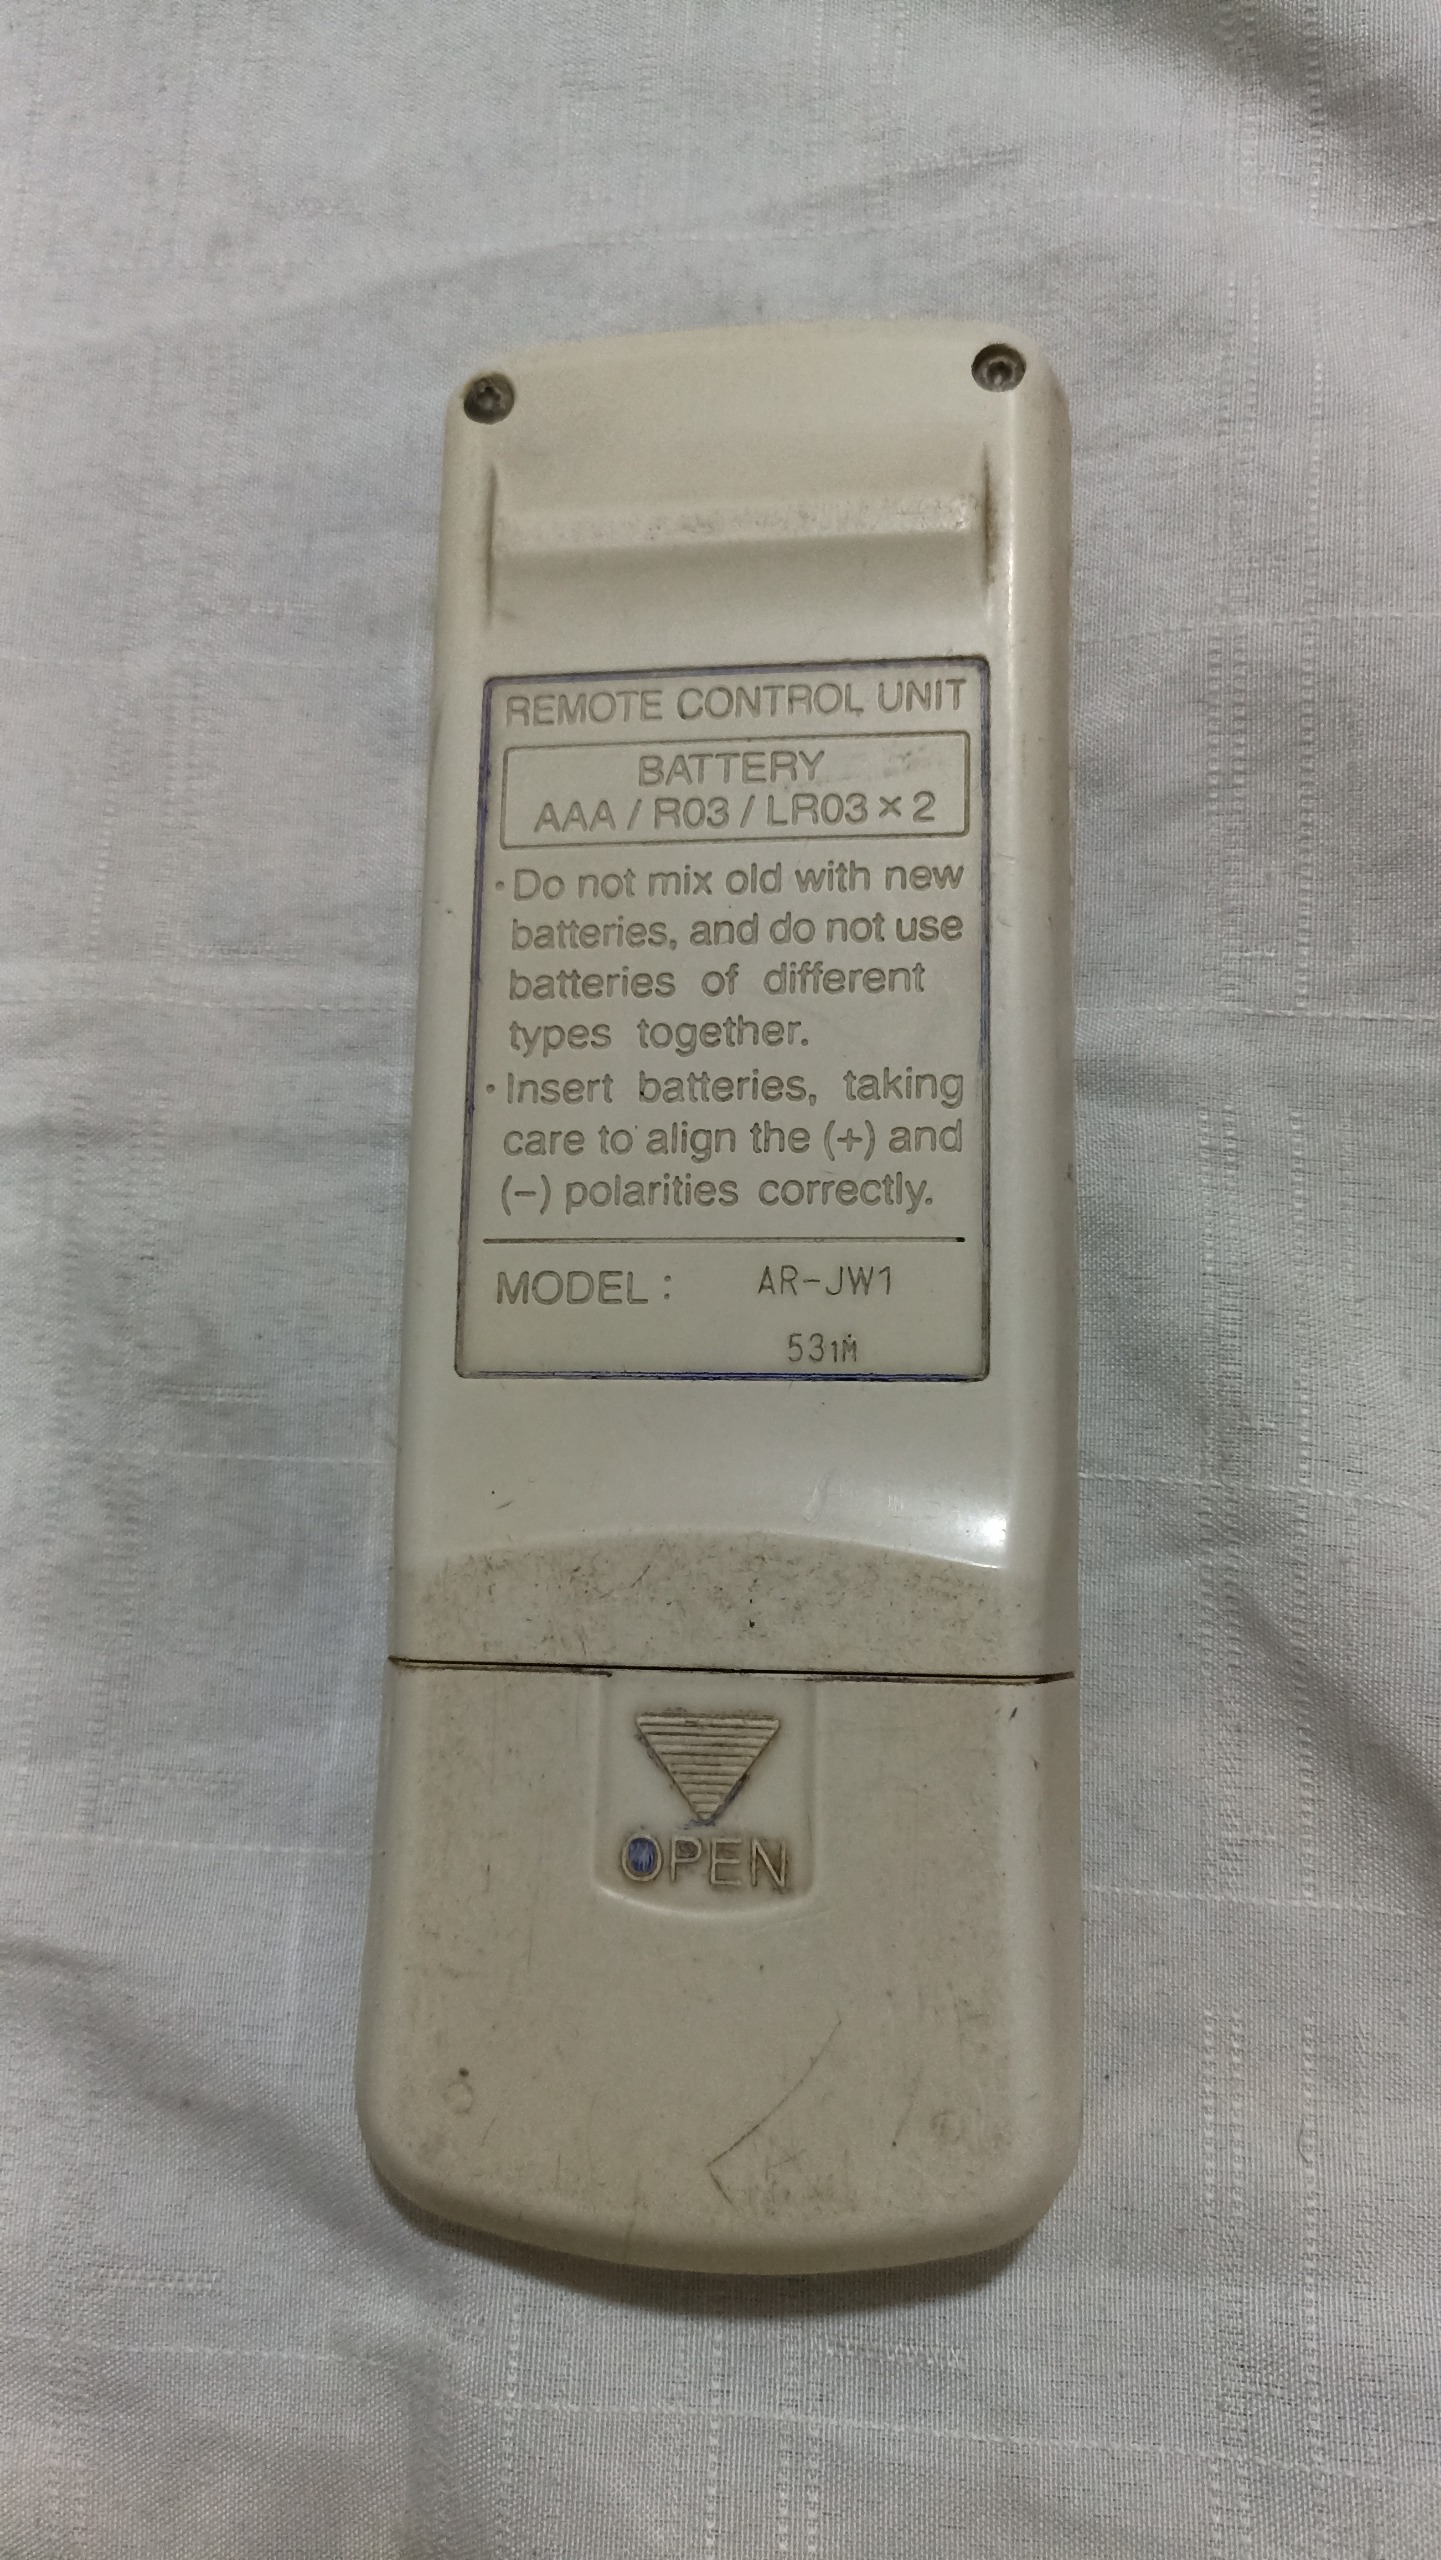 REMOTE CONTROL UNIT
BATTERY
AAA / R03 / LR03 × 2
· Do not mix old with new
batteries, and do not use
batteries of different
types together.
· Insert batteries, taking
care to align the (+) and
(−) polarities correctly.
MODEL : AR-JW1
531M
OPEN